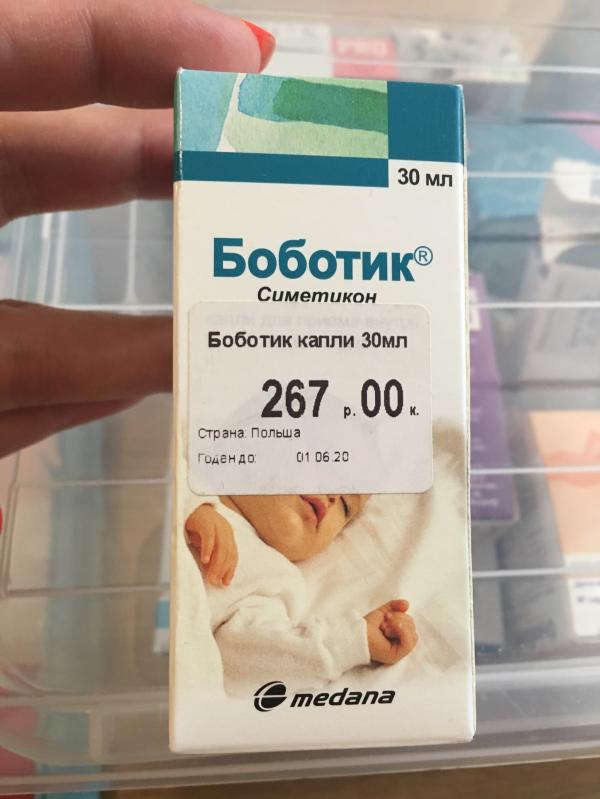 30 мл
Боботик®
Симетикон
Боботик капли 30мл
267 р. 00 к.
Страна: Польша
Годен до: 01.06.20
medana